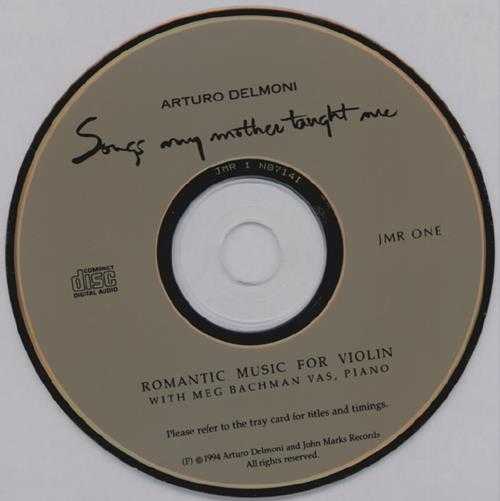 ARTURO DELMONI
Songs my mother taught me
JMR 1 N87141
JMR ONE
COMPACT
disc
DIGITAL AUDIO
ROMANTIC MUSIC FOR VIOLIN
WITH MEG BACHMAN VAS, PIANO
Please refer to the tray card for titles and timings.
(P) ©1994 Arturo Delmoni and John Marks Records
All rights reserved.